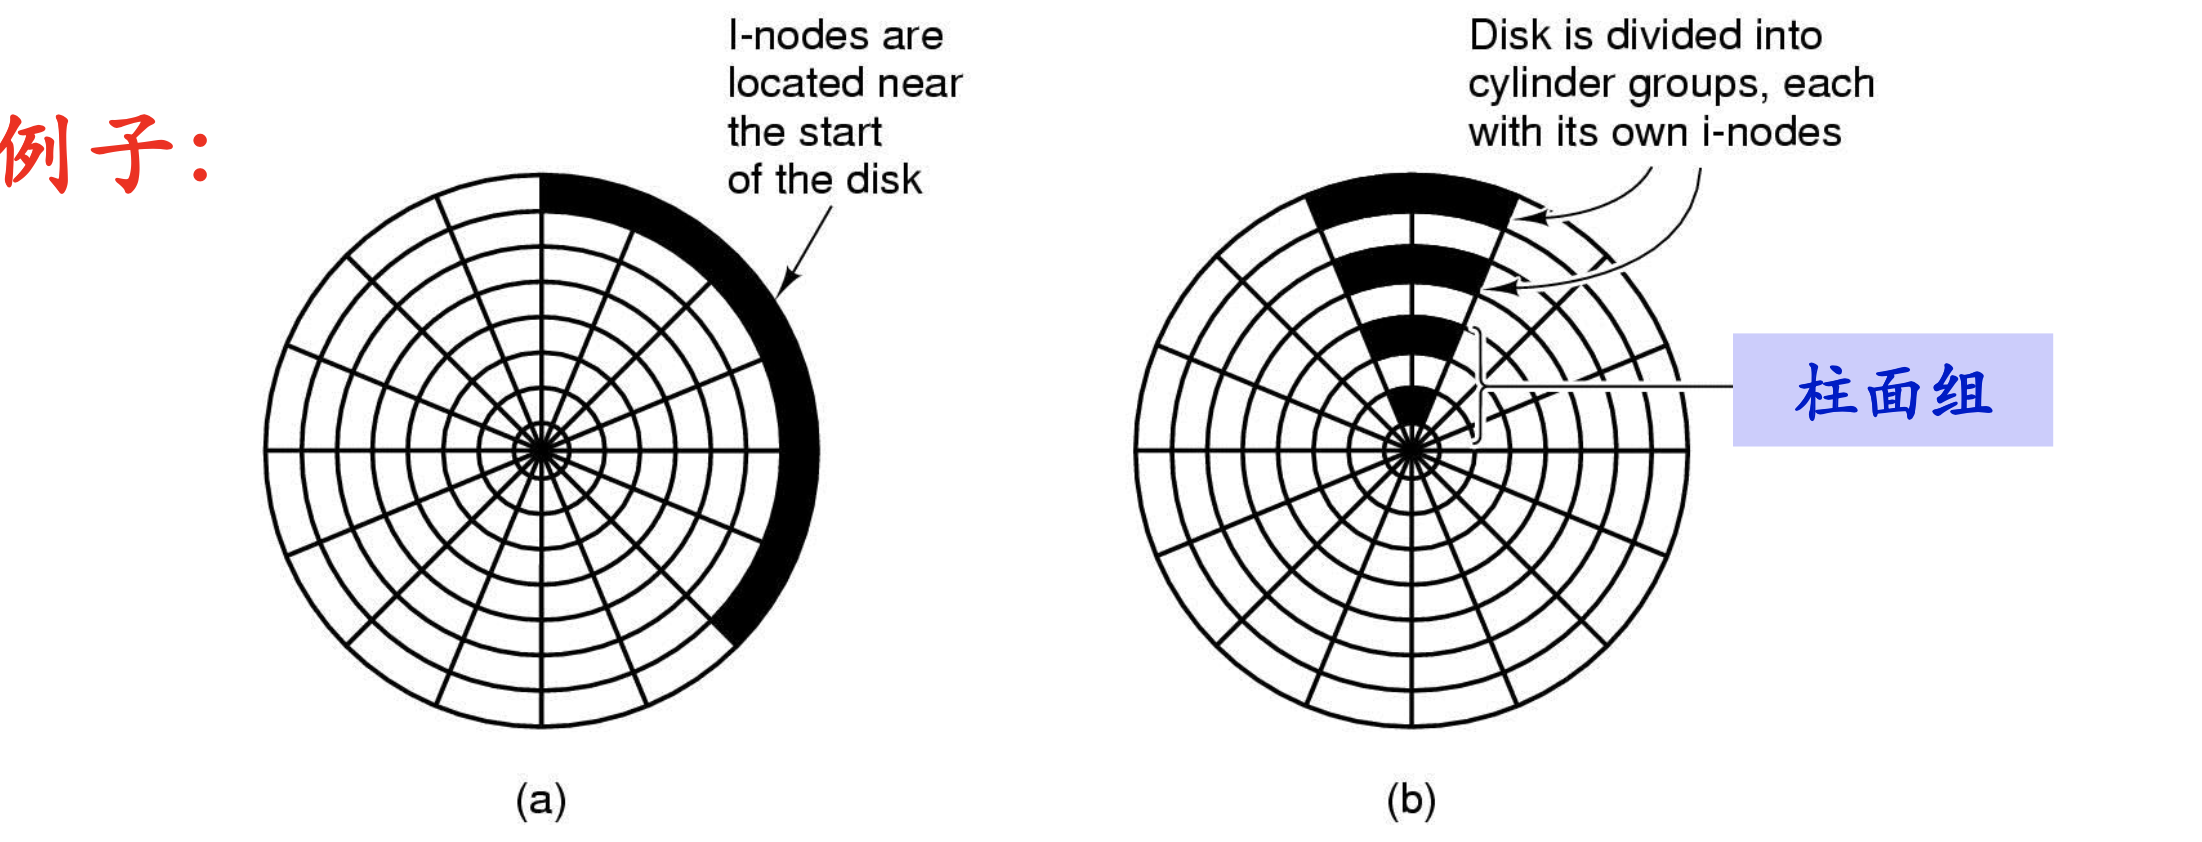 例子:
I-nodes are
located near
the start
of the disk
Disk is divided into
cylinder groups, each
with its own i-nodes
柱面组
(a)
(b)